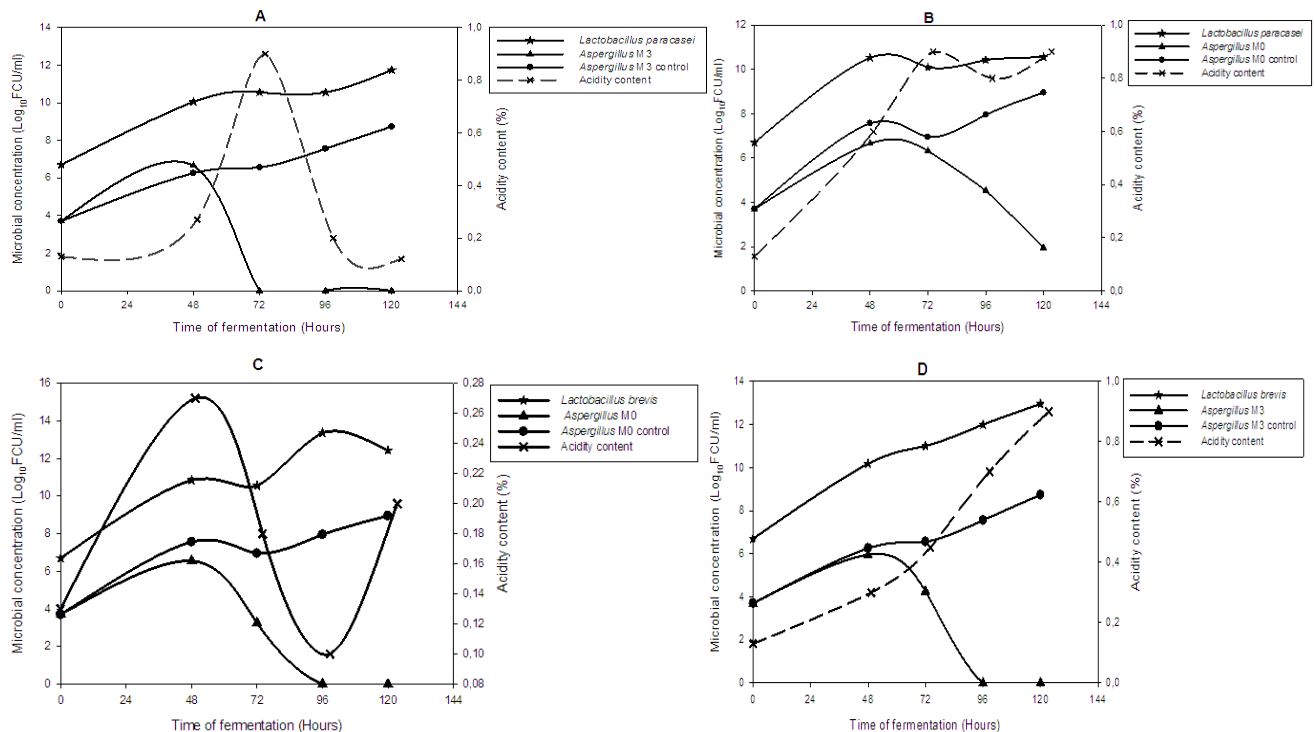 A
Microbial concentration (Log10FCU/ml)
14
12
10
8
6
4
2
0
1,0
0,8
0,6
0,4
0,2
0,0
Acidity content (%)
0 24 48 72 96 120 144
Time of fermentation (Hours)
Lactobacillus paracasei
Aspergillus M 3
Aspergillus M 3 control
Acidity content
B
Microbial concentration (Log10FCU/ml)
12
10
8
6
4
2
0
1,0
0,8
0,6
0,4
0,2
0,0
Acidity content (%)
0 24 48 72 96 120 144
Time of fermentation (Hours)
Lactobacillus paracasei
Aspergillus M0
Aspergillus M0 control
Acidity content
C
Microbial concentration (Log10FCU/ml)
16
14
12
10
8
6
4
2
0
0,28
0,26
0,24
0,22
0,20
0,18
0,16
0,14
0,12
0,10
0,08
Acidity content (%)
0 24 48 72 96 120 144
Time of fermentation (Hours)
Lactobacillus brevis
Aspergillus M0
Aspergillus M0 control
Acidity content
D
Microbial concentration (Log10FCU/ml)
14
12
10
8
6
4
2
0
1,0
0,8
0,6
0,4
0,2
0,0
Acidity content (%)
0 24 48 72 96 120 144
Time of fermentation (Hours)
Lactobacillus brevis
Aspergillus M3
Aspergillus M3 control
Acidity content